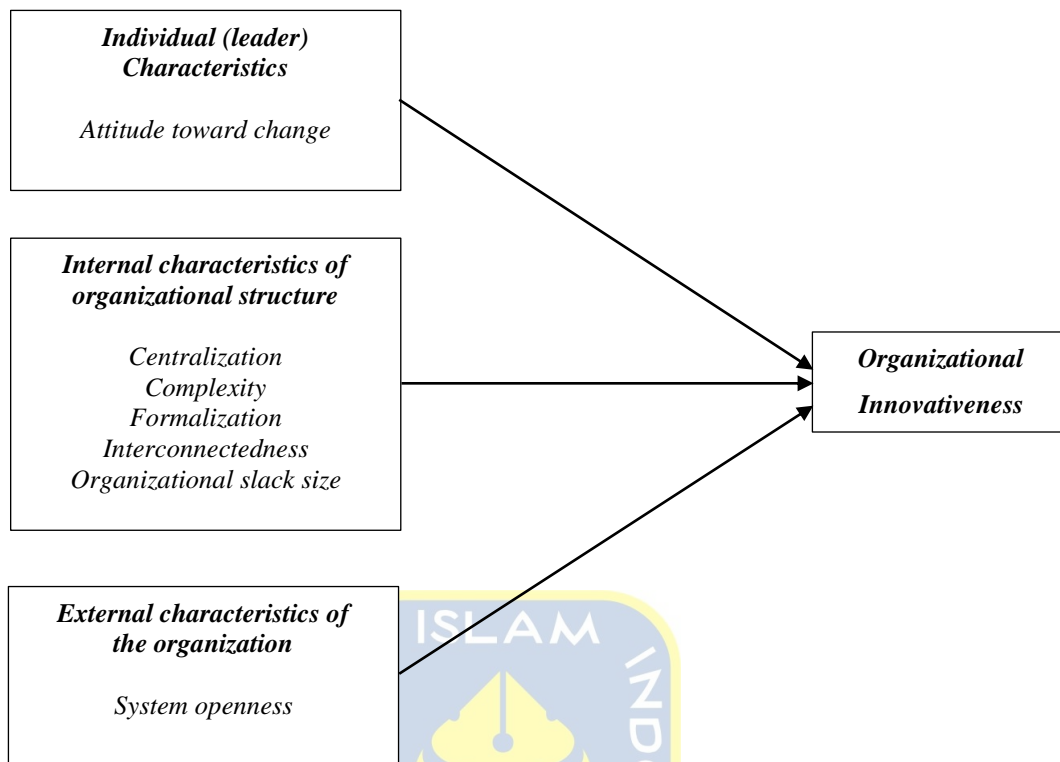 Individual (leader)
Characteristics
Attitude toward change
Internal characteristics of
organizational structure
Centralization
Complexity
Formalization
Interconnectedness
Organizational slack size
External characteristics of
the organization
System openness
Organizational
Innovativeness
ISLAM